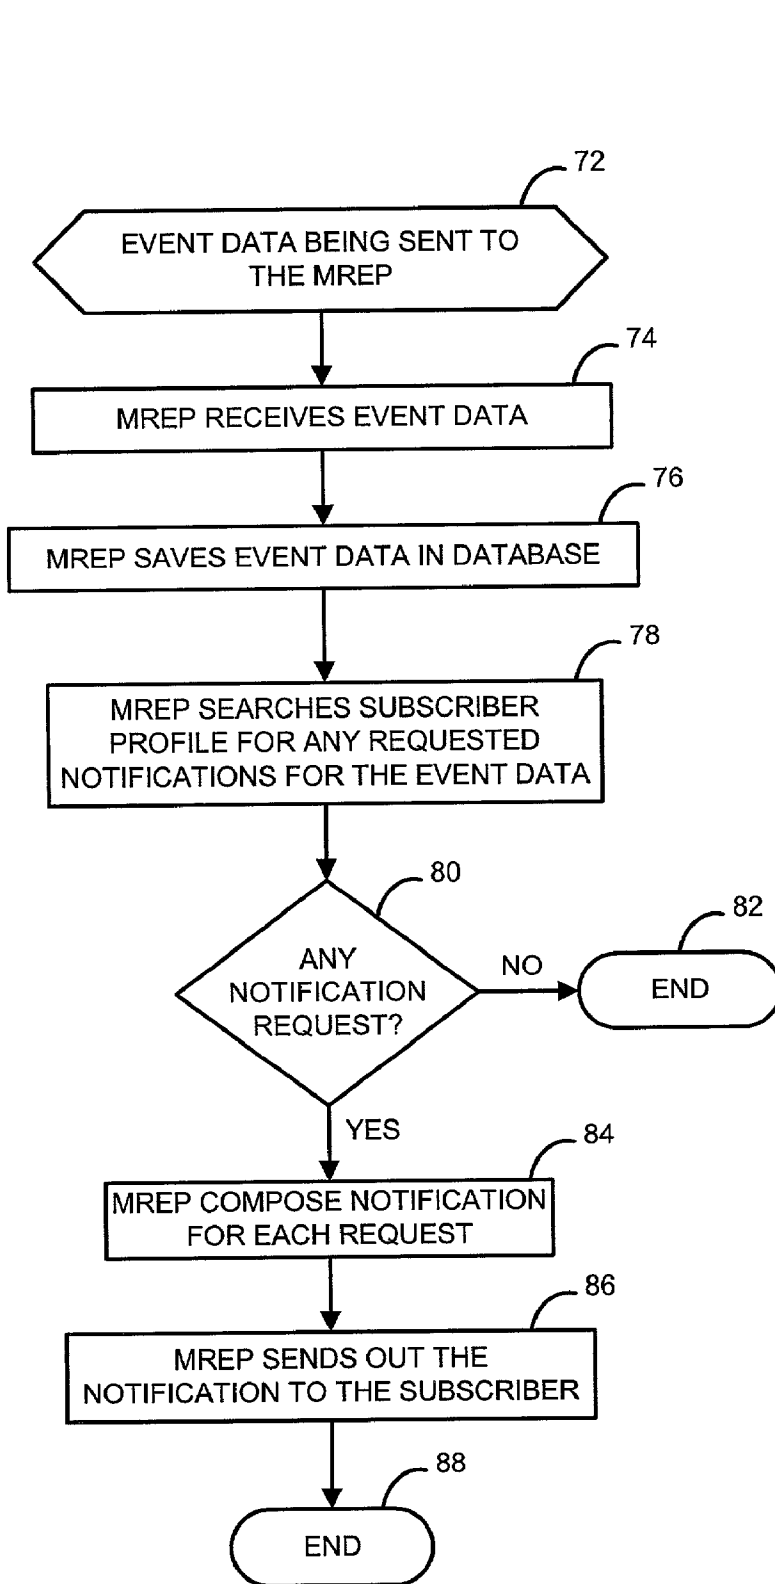 72
EVENT DATA BEING SENT TO
THE MREP
74
MREP RECEIVES EVENT DATA
76
MREP SAVES EVENT DATA IN DATABASE
78
MREP SEARCHES SUBSCRIBER
PROFILE FOR ANY REQUESTED
NOTIFICATIONS FOR THE EVENT DATA
80
ANY
NOTIFICATION
REQUEST?
NO
82
END
YES
84
MREP COMPOSE NOTIFICATION
FOR EACH REQUEST
86
MREP SENDS OUT THE
NOTIFICATION TO THE SUBSCRIBER
88
END